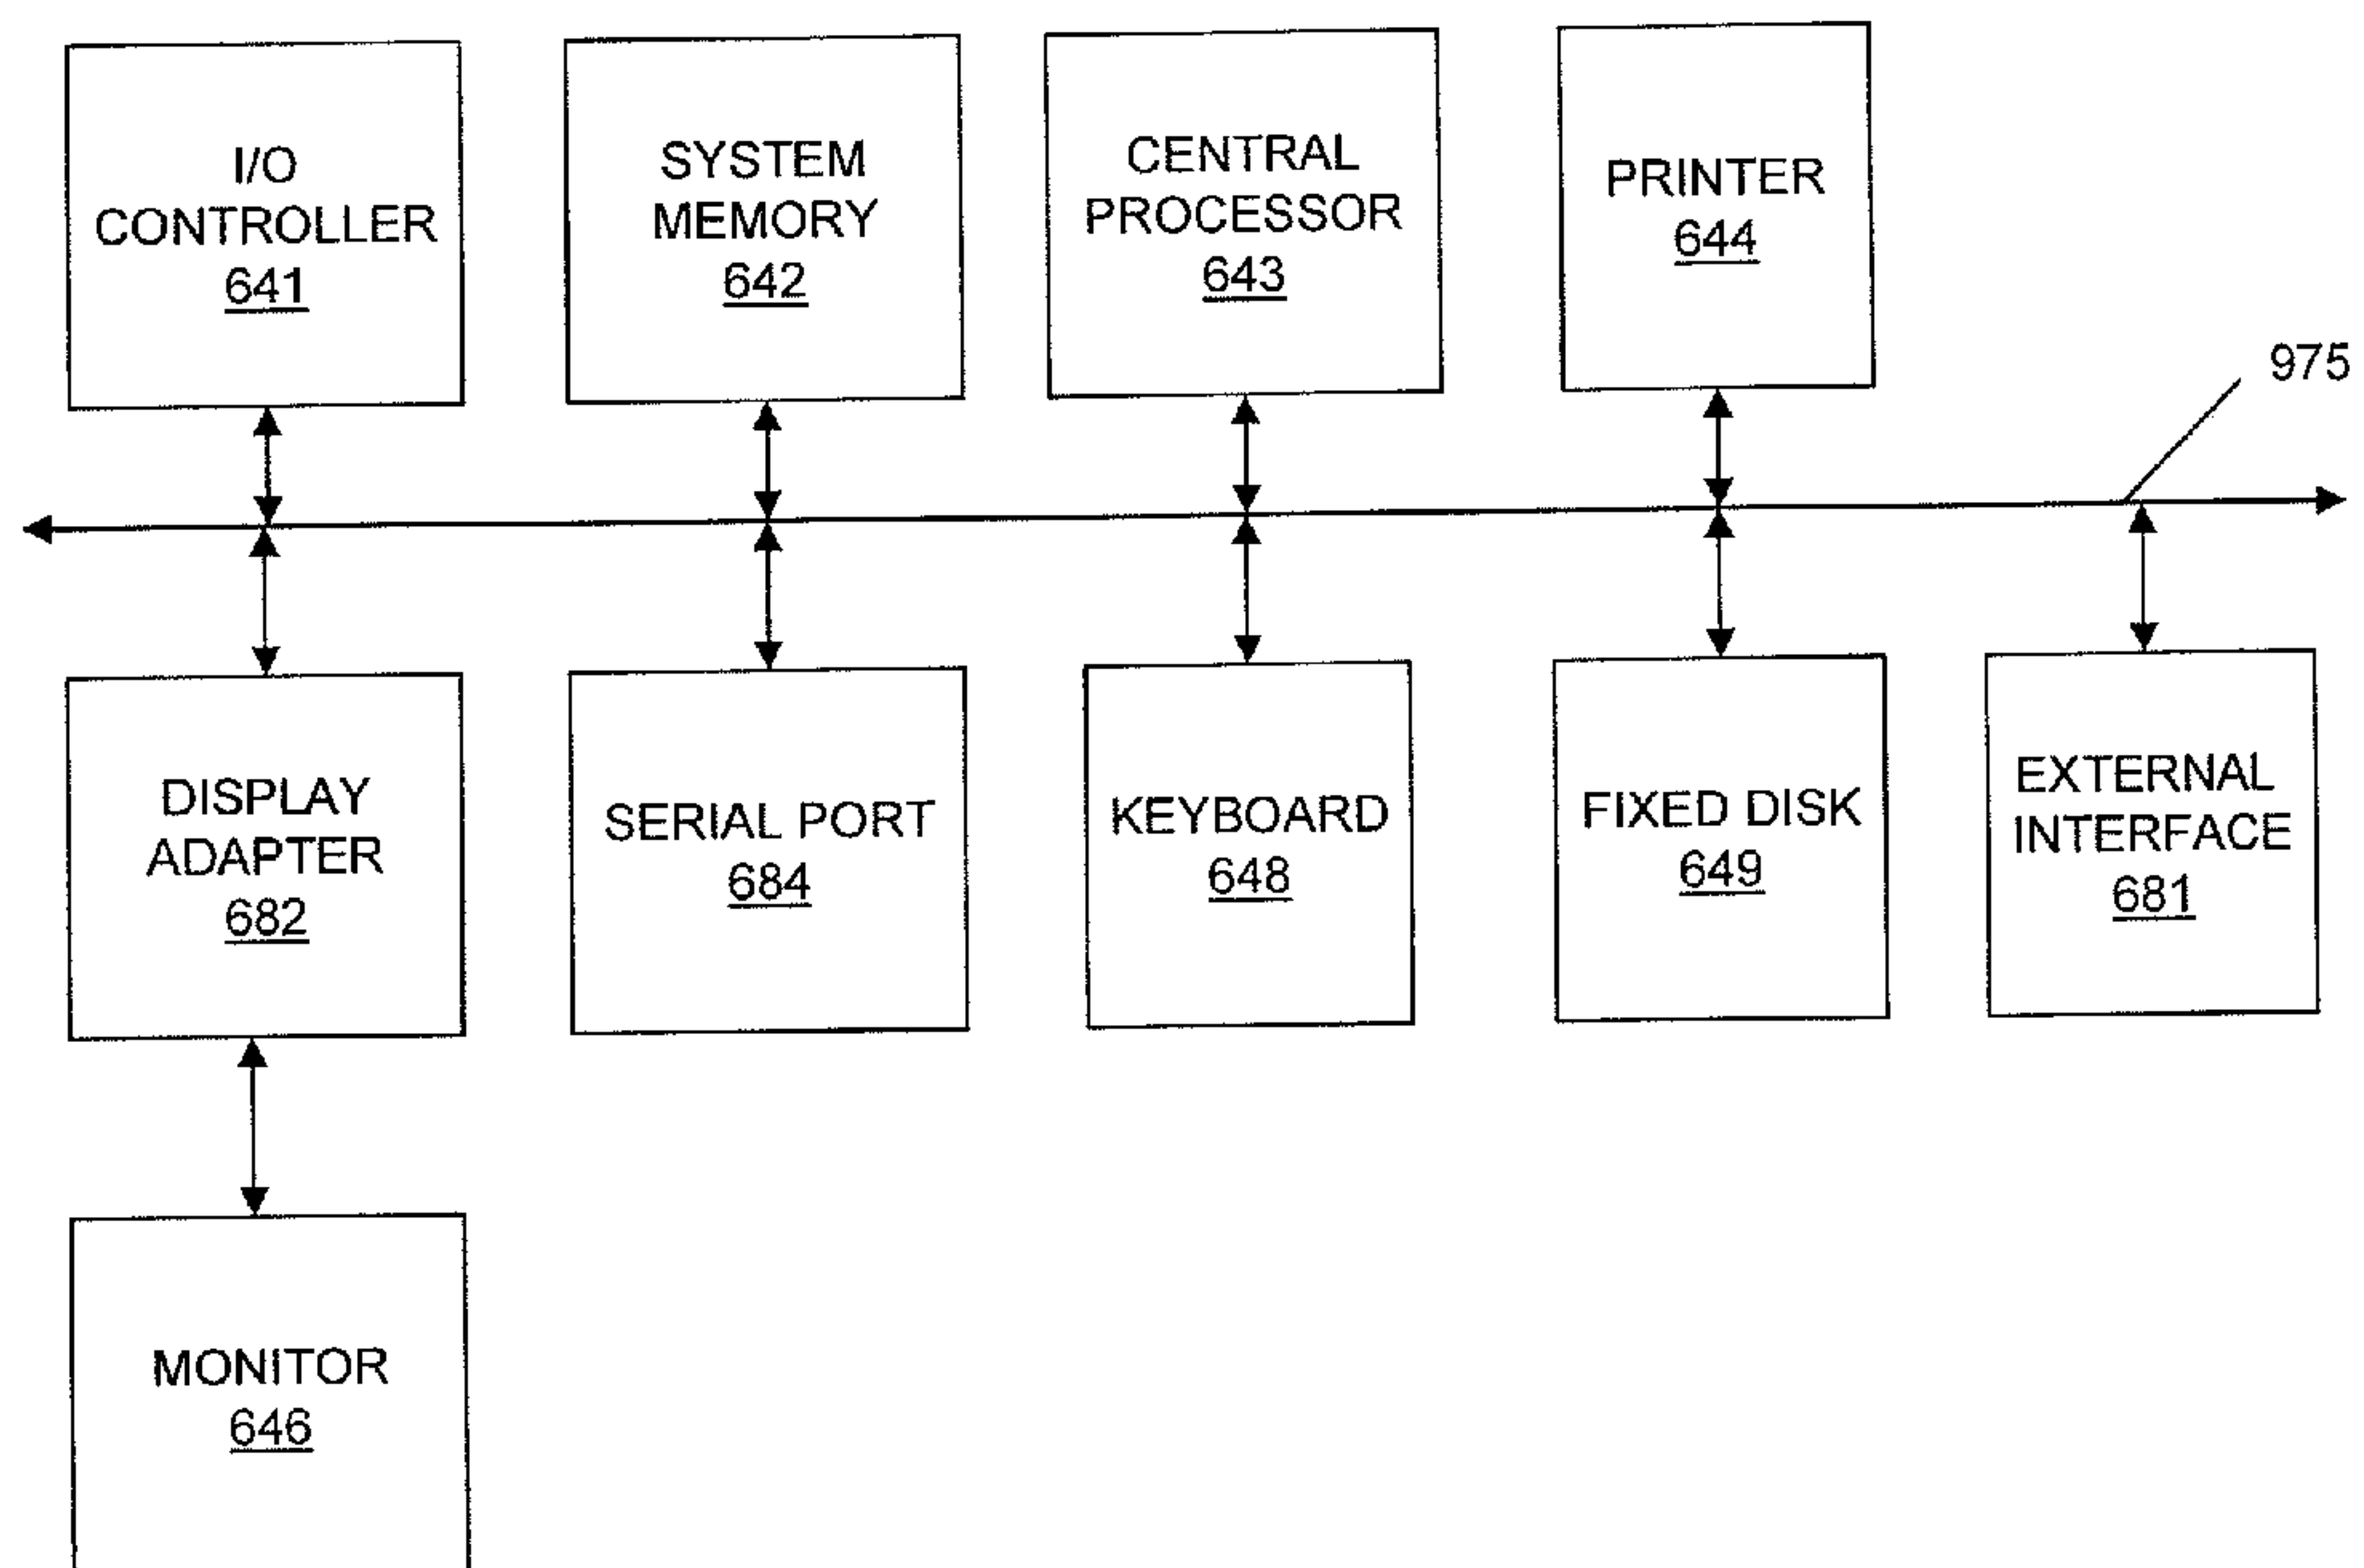 I/O
CONTROLLER
641
SYSTEM
MEMORY
642
CENTRAL
PROCESSOR
643
PRINTER
644
975
DISPLAY
ADAPTER
682
SERIAL PORT
684
KEYBOARD
648
FIXED DISK
649
EXTERNAL
INTERFACE
681
MONITOR
646